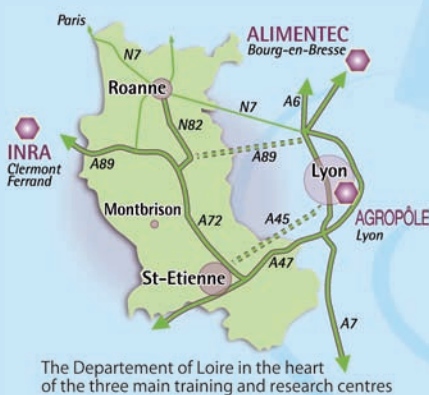 Paris
N7
ALIMENTEC
Bourg-en-Bresse
Roanne
N7
A6
N82
INRA
Clermont
Ferrand
A89
A89
Lyon
Montbrison
A72
A45
AGROPÔLE
Lyon
St-Etienne
A47
A7
The Departement of Loire in the heart
of the three main training and research centres